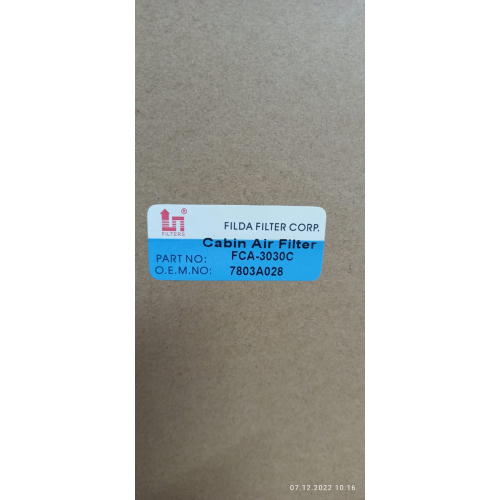 ®
FILTERS
FILDA FILTER CORP.
Cabin Air Filter
PART NO: FCA-3030C
O.E.M.NO: 7803A028
07.12.2022 10:16